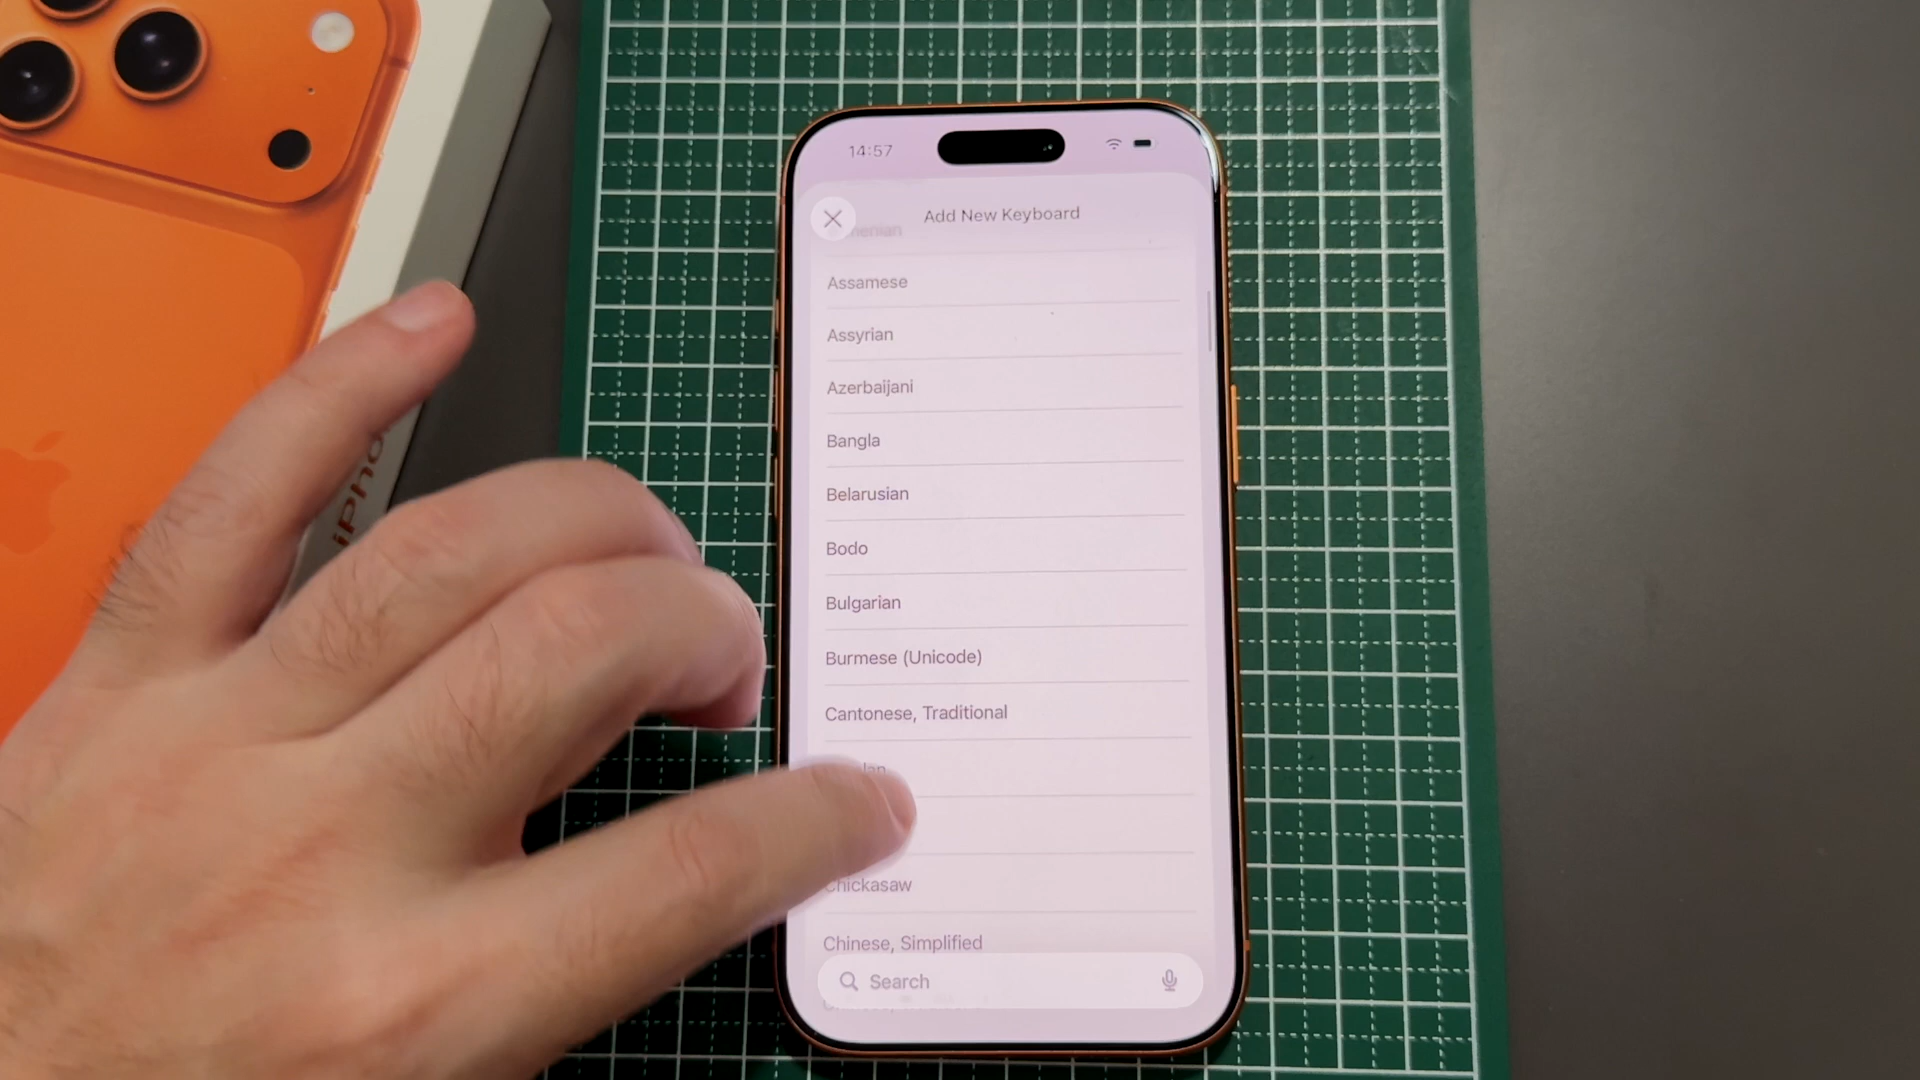 14:57
Add New Keyboard
Assamese
Assyrian
Azerbaijani
Bangla
Belarusian
Bodo
Bulgarian
Burmese (Unicode)
Cantonese, Traditional
Chickasaw
Chinese, Simplified
Search